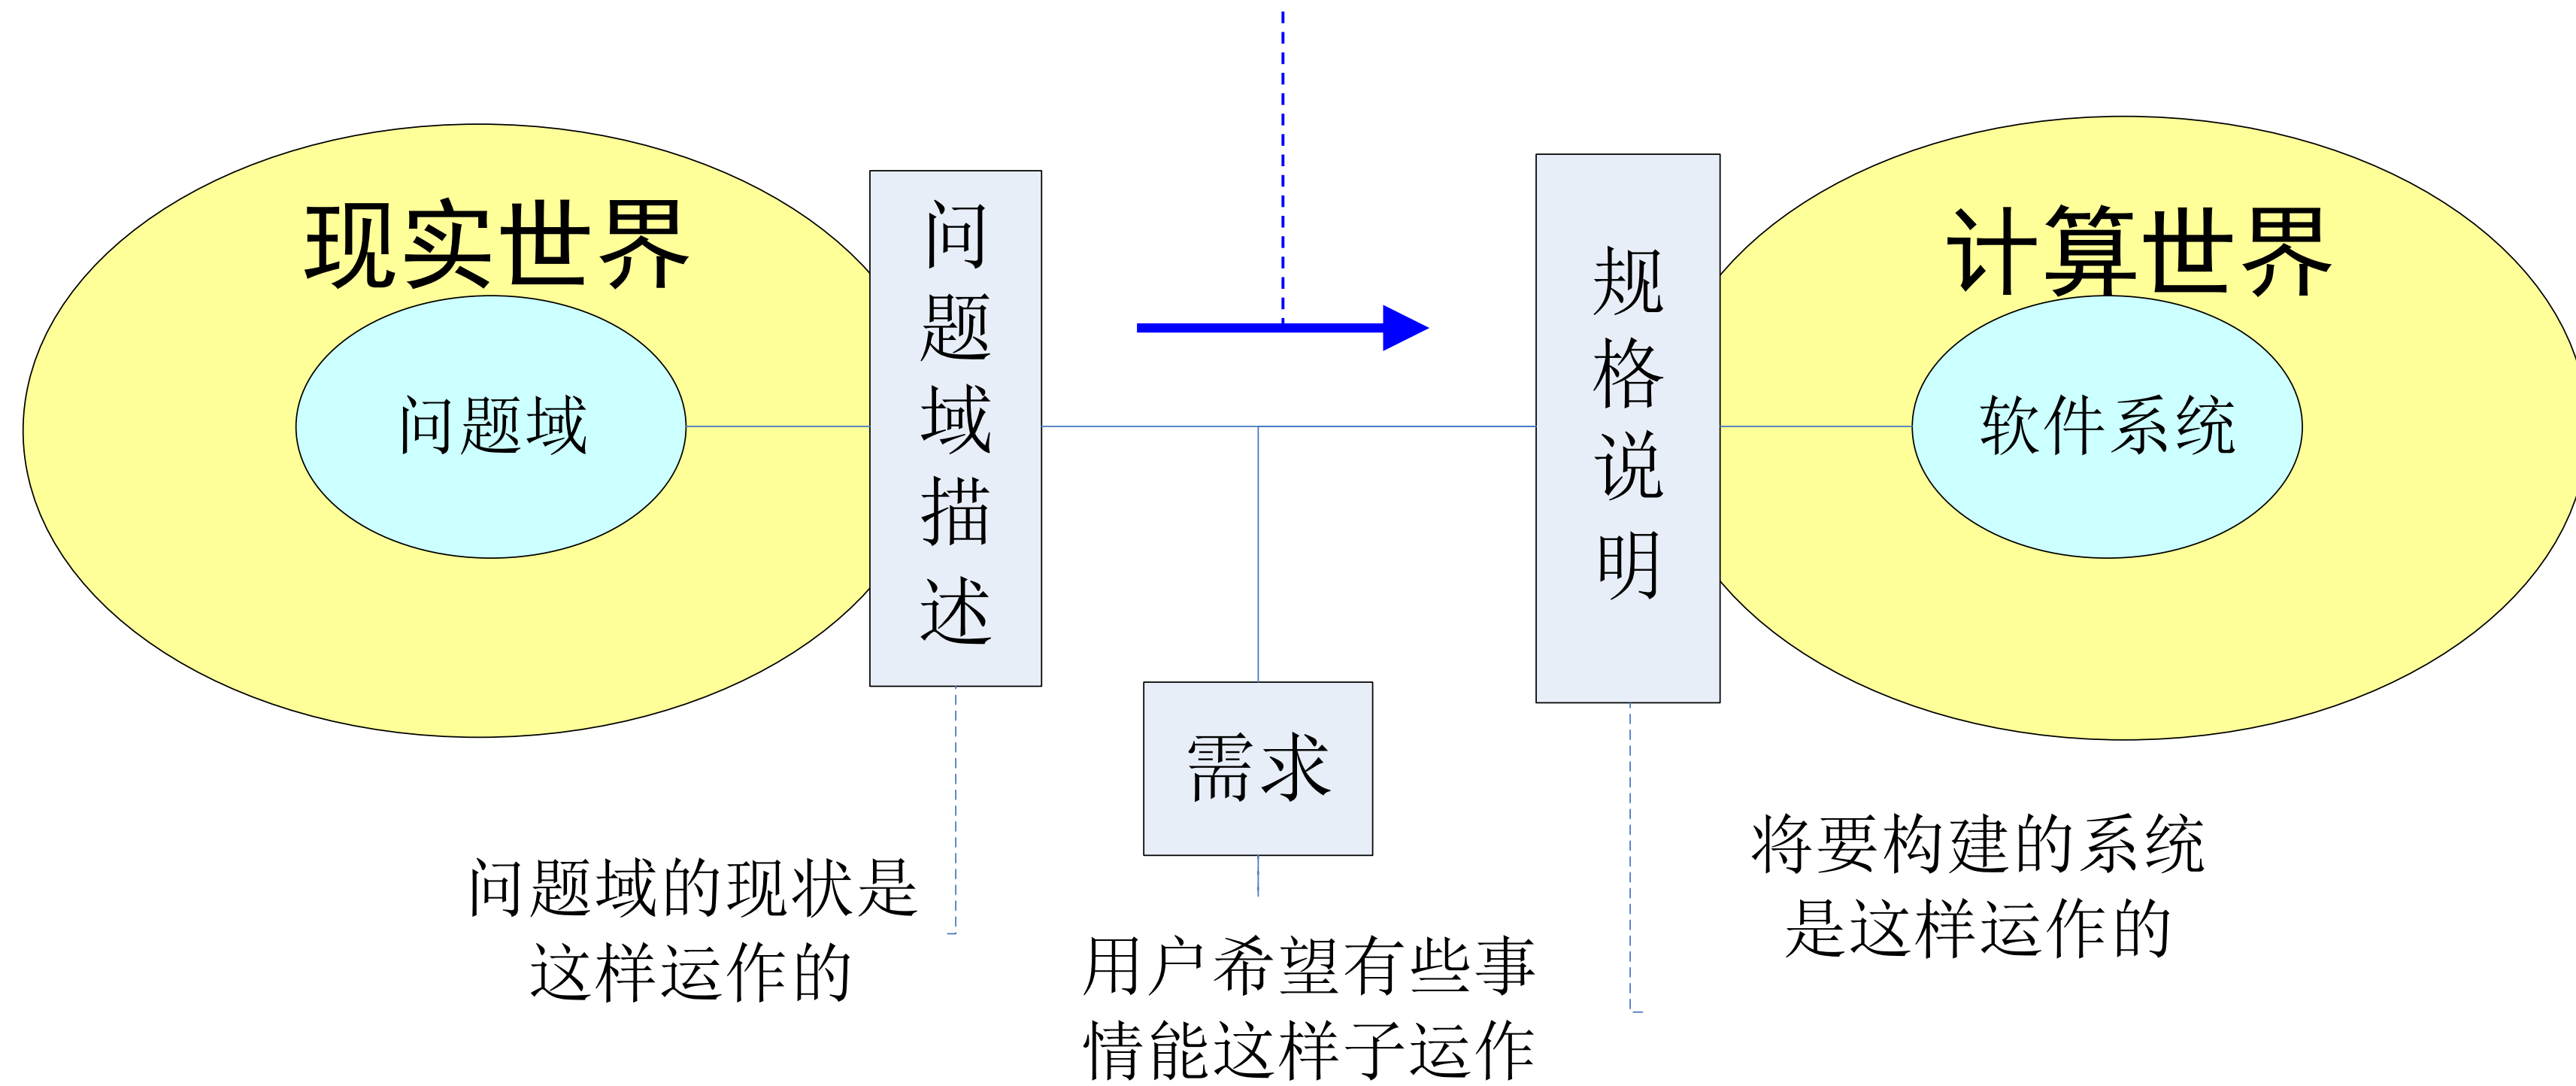 现实世界
问题域
问题域描述
规格说明
计算世界
软件系统
需求
问题域的现状是
这样运作的
用户希望有些事
情能这样子运作
将要构建的系统
是这样运作的